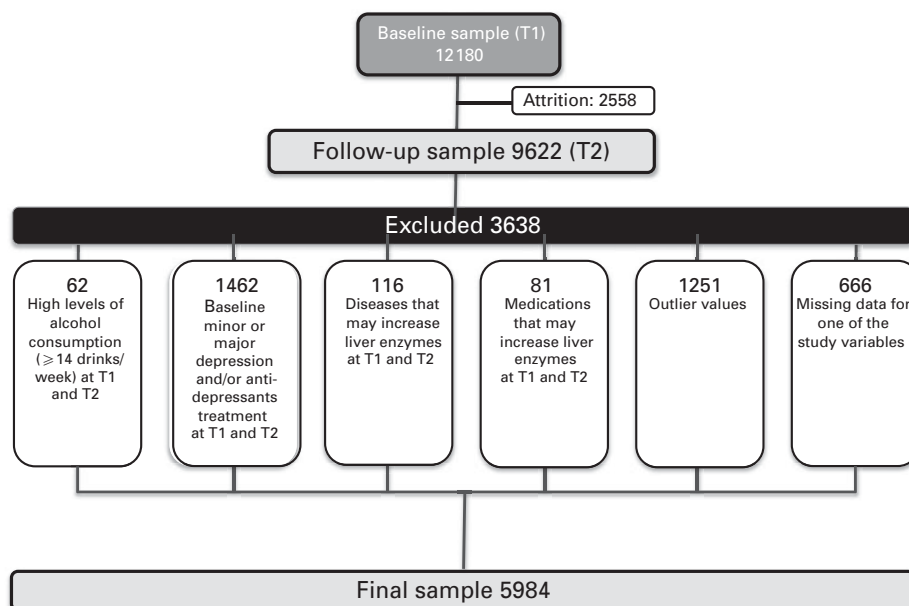 Baseline sample (T1)
12180
Attrition: 2558
Follow-up sample 9622 (T2)
Excluded 3638
62
High levels of
alcohol
consumption
(⩾14 drinks/
week) at T1
and T2
1462
Baseline
minor or
major
depression
and/or anti-
depressants
treatment
at T1 and T2
116
Diseases that
may increase
liver enzymes
at T1 and T2
81
Medications
that may
increase liver
enzymes
at T1 and T2
1251
Outlier values
666
Missing data for
one of the
study variables
Final sample 5984